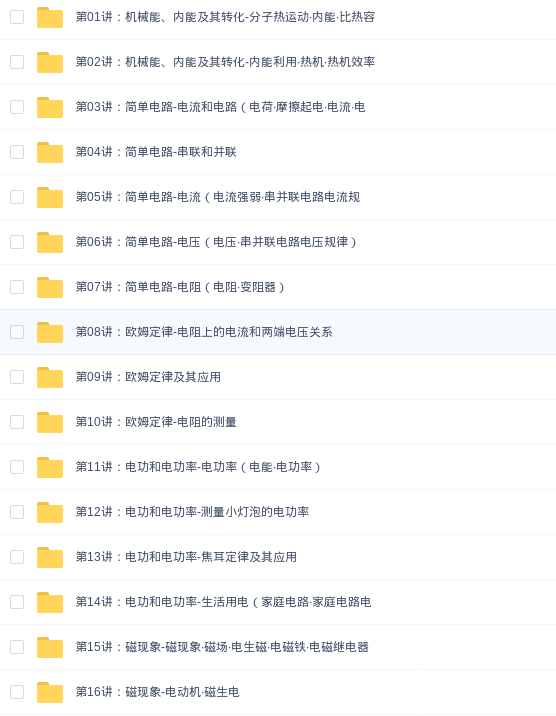 第01讲：机械能、内能及其转化-分子热运动·内能·比热容
第02讲：机械能、内能及其转化-内能利用·热机·热机效率
第03讲：简单电路-电流和电路（电荷·摩擦起电·电流·电
第04讲：简单电路-串联和并联
第05讲：简单电路-电流（电流强弱·串并联电路电流规
第06讲：简单电路-电压（电压·串并联电路电压规律）
第07讲：简单电路-电阻（电阻·变阻器）
第08讲：欧姆定律-电阻上的电流和两端电压关系
第09讲：欧姆定律及其应用
第10讲：欧姆定律-电阻的测量
第11讲：电功和电功率-电功率（电能·电功率）
第12讲：电功和电功率-测量小灯泡的电功率
第13讲：电功和电功率-焦耳定律及其应用
第14讲：电功和电功率-生活用电（家庭电路·家庭电路电
第15讲：磁现象-磁现象·磁场·电生磁·电磁铁·电磁继电器
第16讲：磁现象-电动机·磁生电